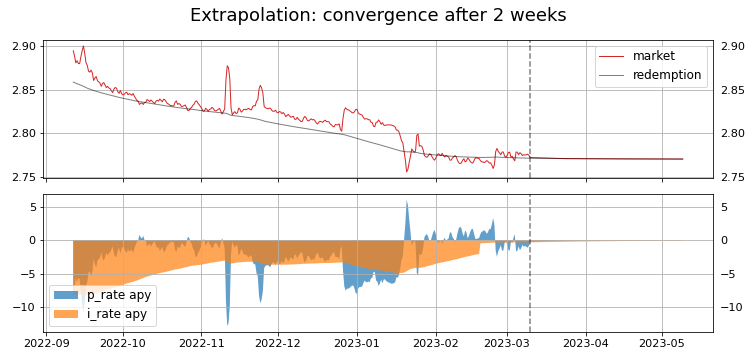 Extrapolation: convergence after 2 weeks
2.90 2.90
2.85 2.85
2.80 2.80
2.75 2.75
market
redemption
5 5
0 0
−5 −5
−10 −10
p_rate apy
i_rate apy
2022-09 2022-10 2022-11 2022-12 2023-01 2023-02 2023-03 2023-04 2023-05